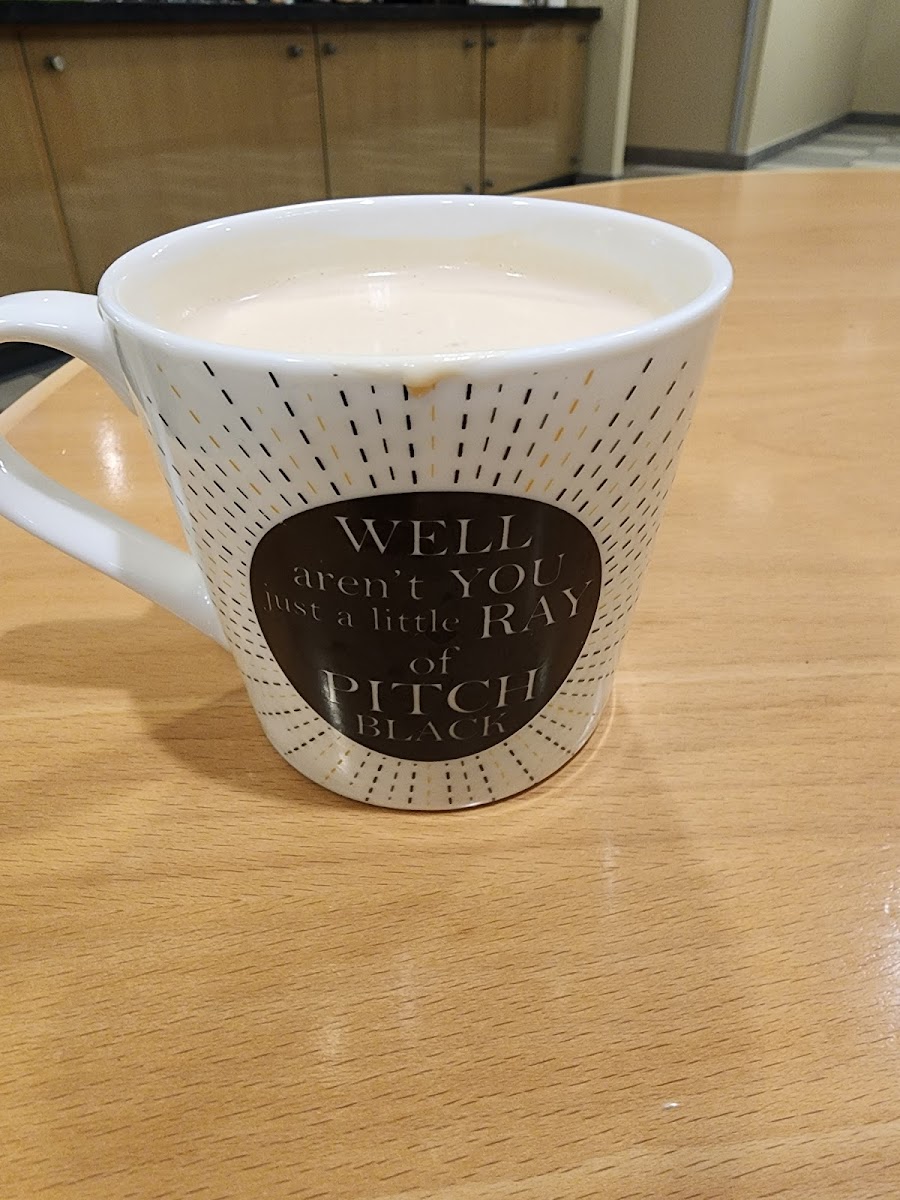 WELL
aren't YOU
just a little RAY
of
PITCH
BLACK